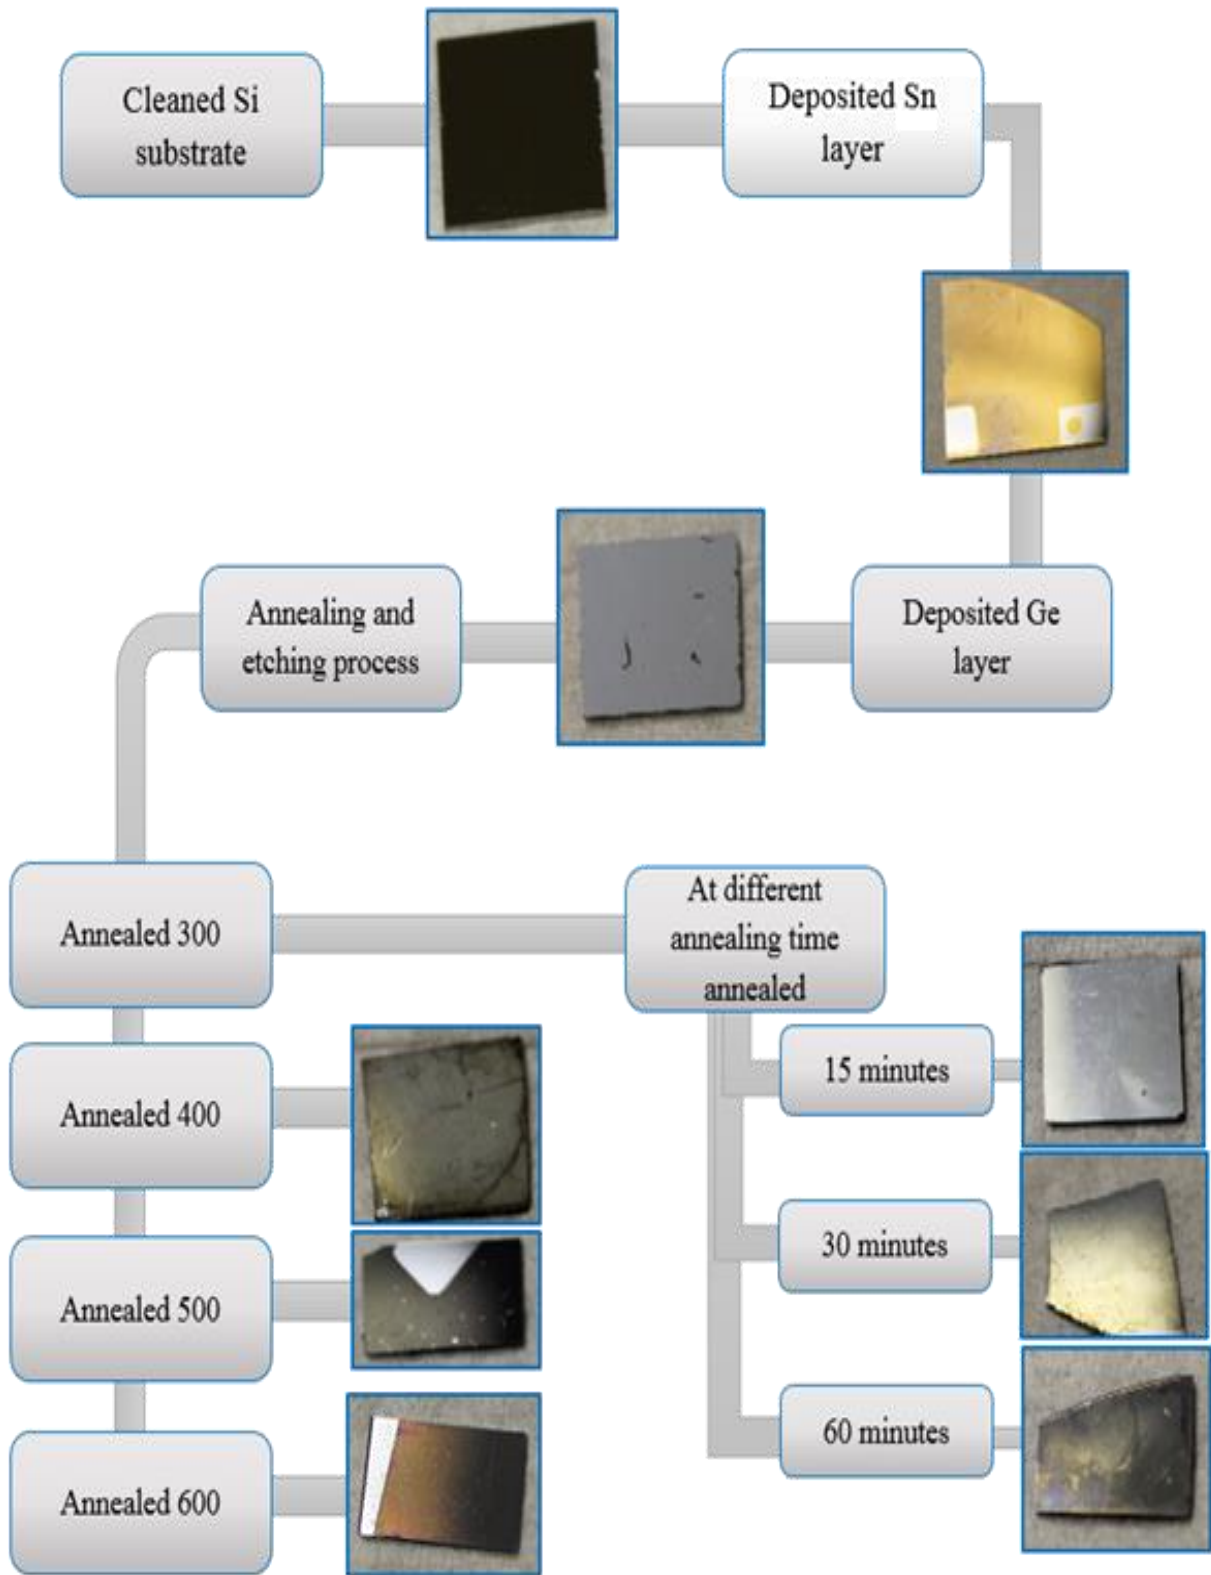 Cleaned Si
substrate
Deposited Sn
layer
Annealing and
etching process
Deposited Ge
layer
Annealed 300
At different
annealing time
annealed
Annealed 400
15 minutes
Annealed 500
30 minutes
Annealed 600
60 minutes